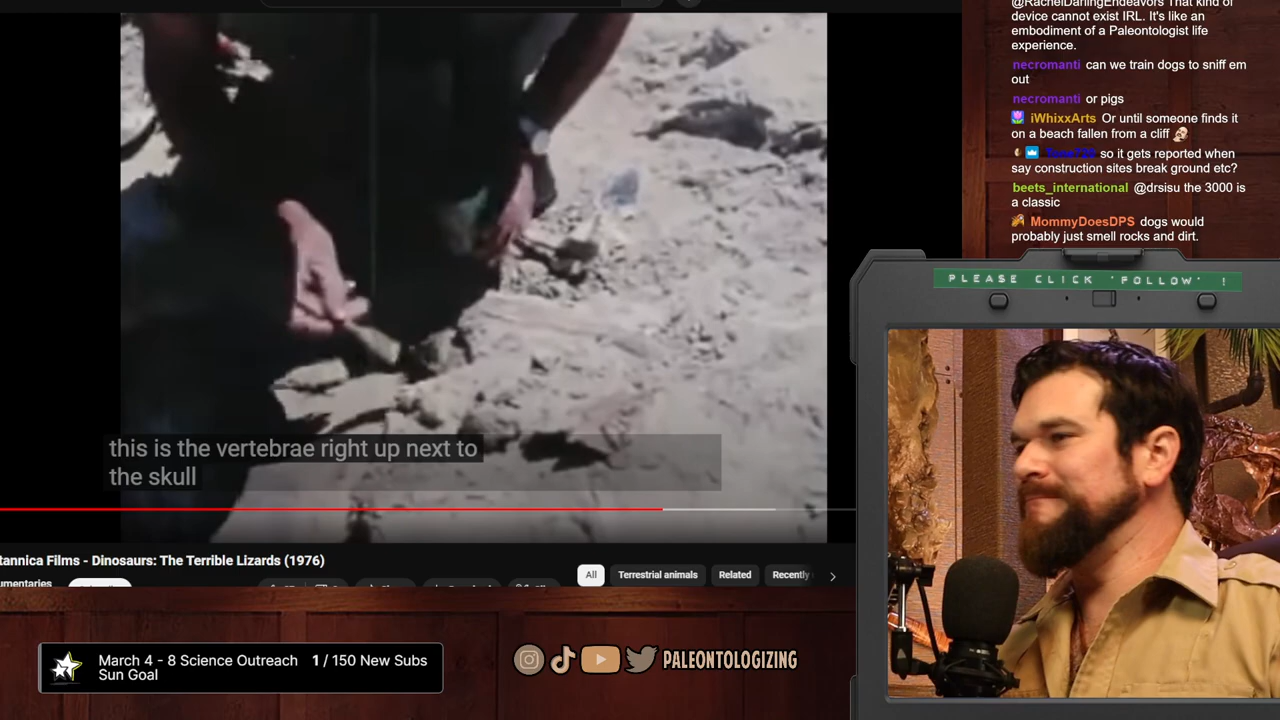 @RachelDarlingEndeavors That kind of
device cannot exist IRL. It's like an
embodiment of a Paleontologist life
experience.
necromanti can we train dogs to sniff em
out
necromanti or pigs
iWhixxArts Or until someone finds it
on a beach fallen from a cliff
so it gets reported when
say construction sites break ground etc?
beets_international @drsisu the 3000 is
a classic
MommyDoesDPS dogs would
probably just smell rocks and dirt.
PLEASE CLICK "FOLLOW" !
this is the vertebrae right up next to
the skull
tannica Films - Dinosaurs: The Terrible Lizards (1976)
umentaries
All Terrestrial animals Related Recently
March 4 - 8 Science Outreach 1 / 150 New Subs
Sun Goal
PALEONTOLOGIZING